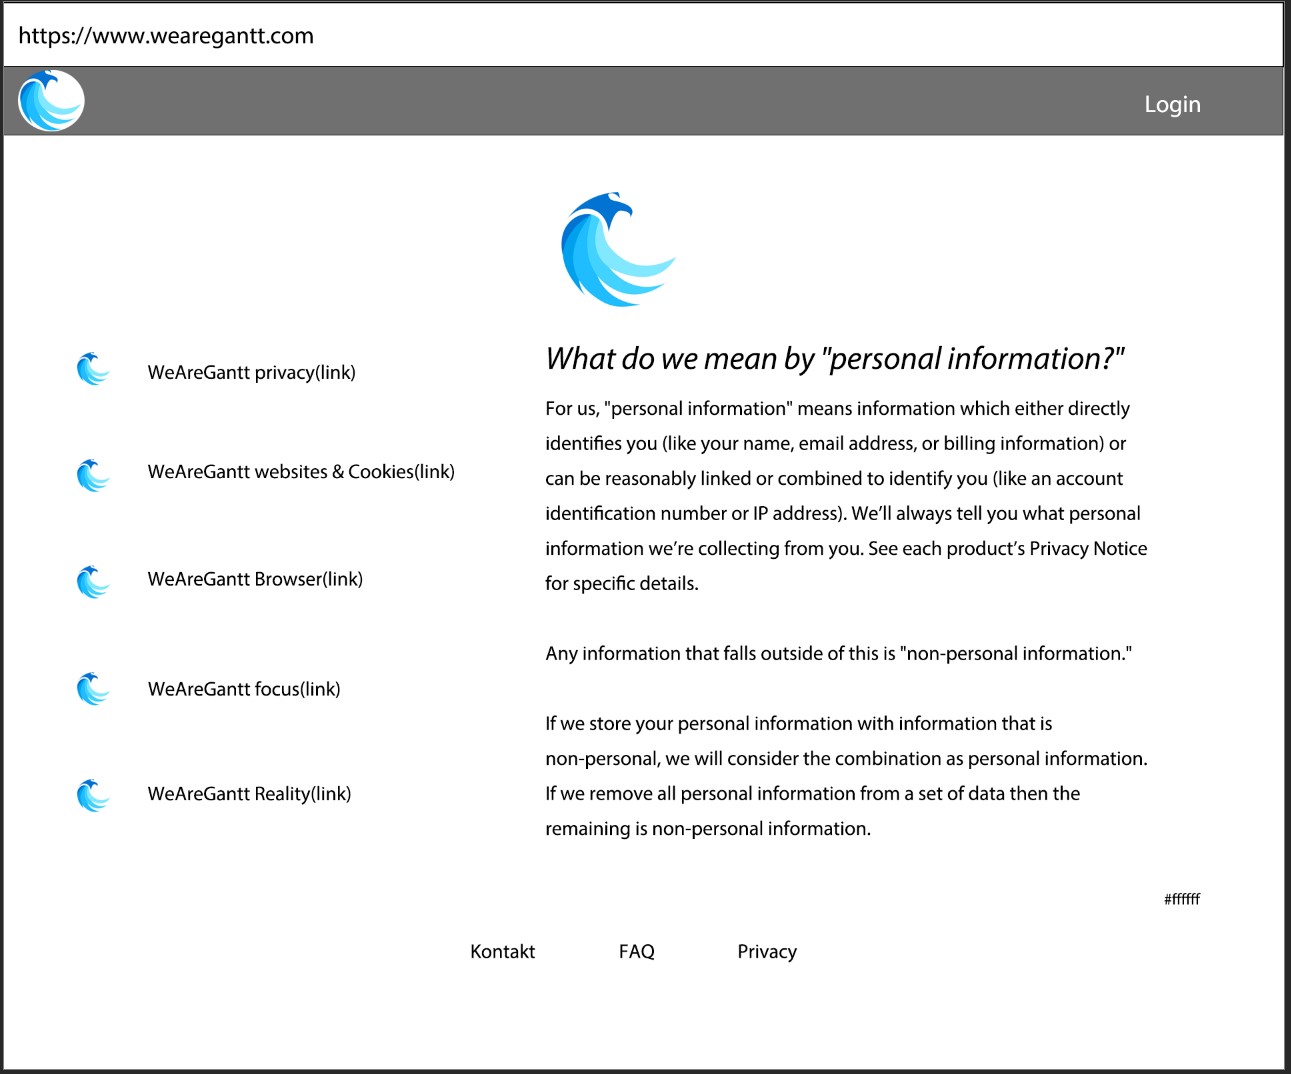 https://www.wearegantt.com
Login
WeAreGantt privacy(link)
WeAreGantt websites & Cookies(link)
WeAreGantt Browser(link)
WeAreGantt focus(link)
WeAreGantt Reality(link)
What do we mean by "personal information?"
For us, "personal information" means information which either directly
identifies you (like your name, email address, or billing information) or
can be reasonably linked or combined to identify you (like an account
identification number or IP address). We’ll always tell you what personal
information we’re collecting from you. See each product’s Privacy Notice
for specific details.
Any information that falls outside of this is "non-personal information."
If we store your personal information with information that is
non-personal, we will consider the combination as personal information.
If we remove all personal information from a set of data then the
remaining is non-personal information.
#ffffff
Kontakt FAQ Privacy